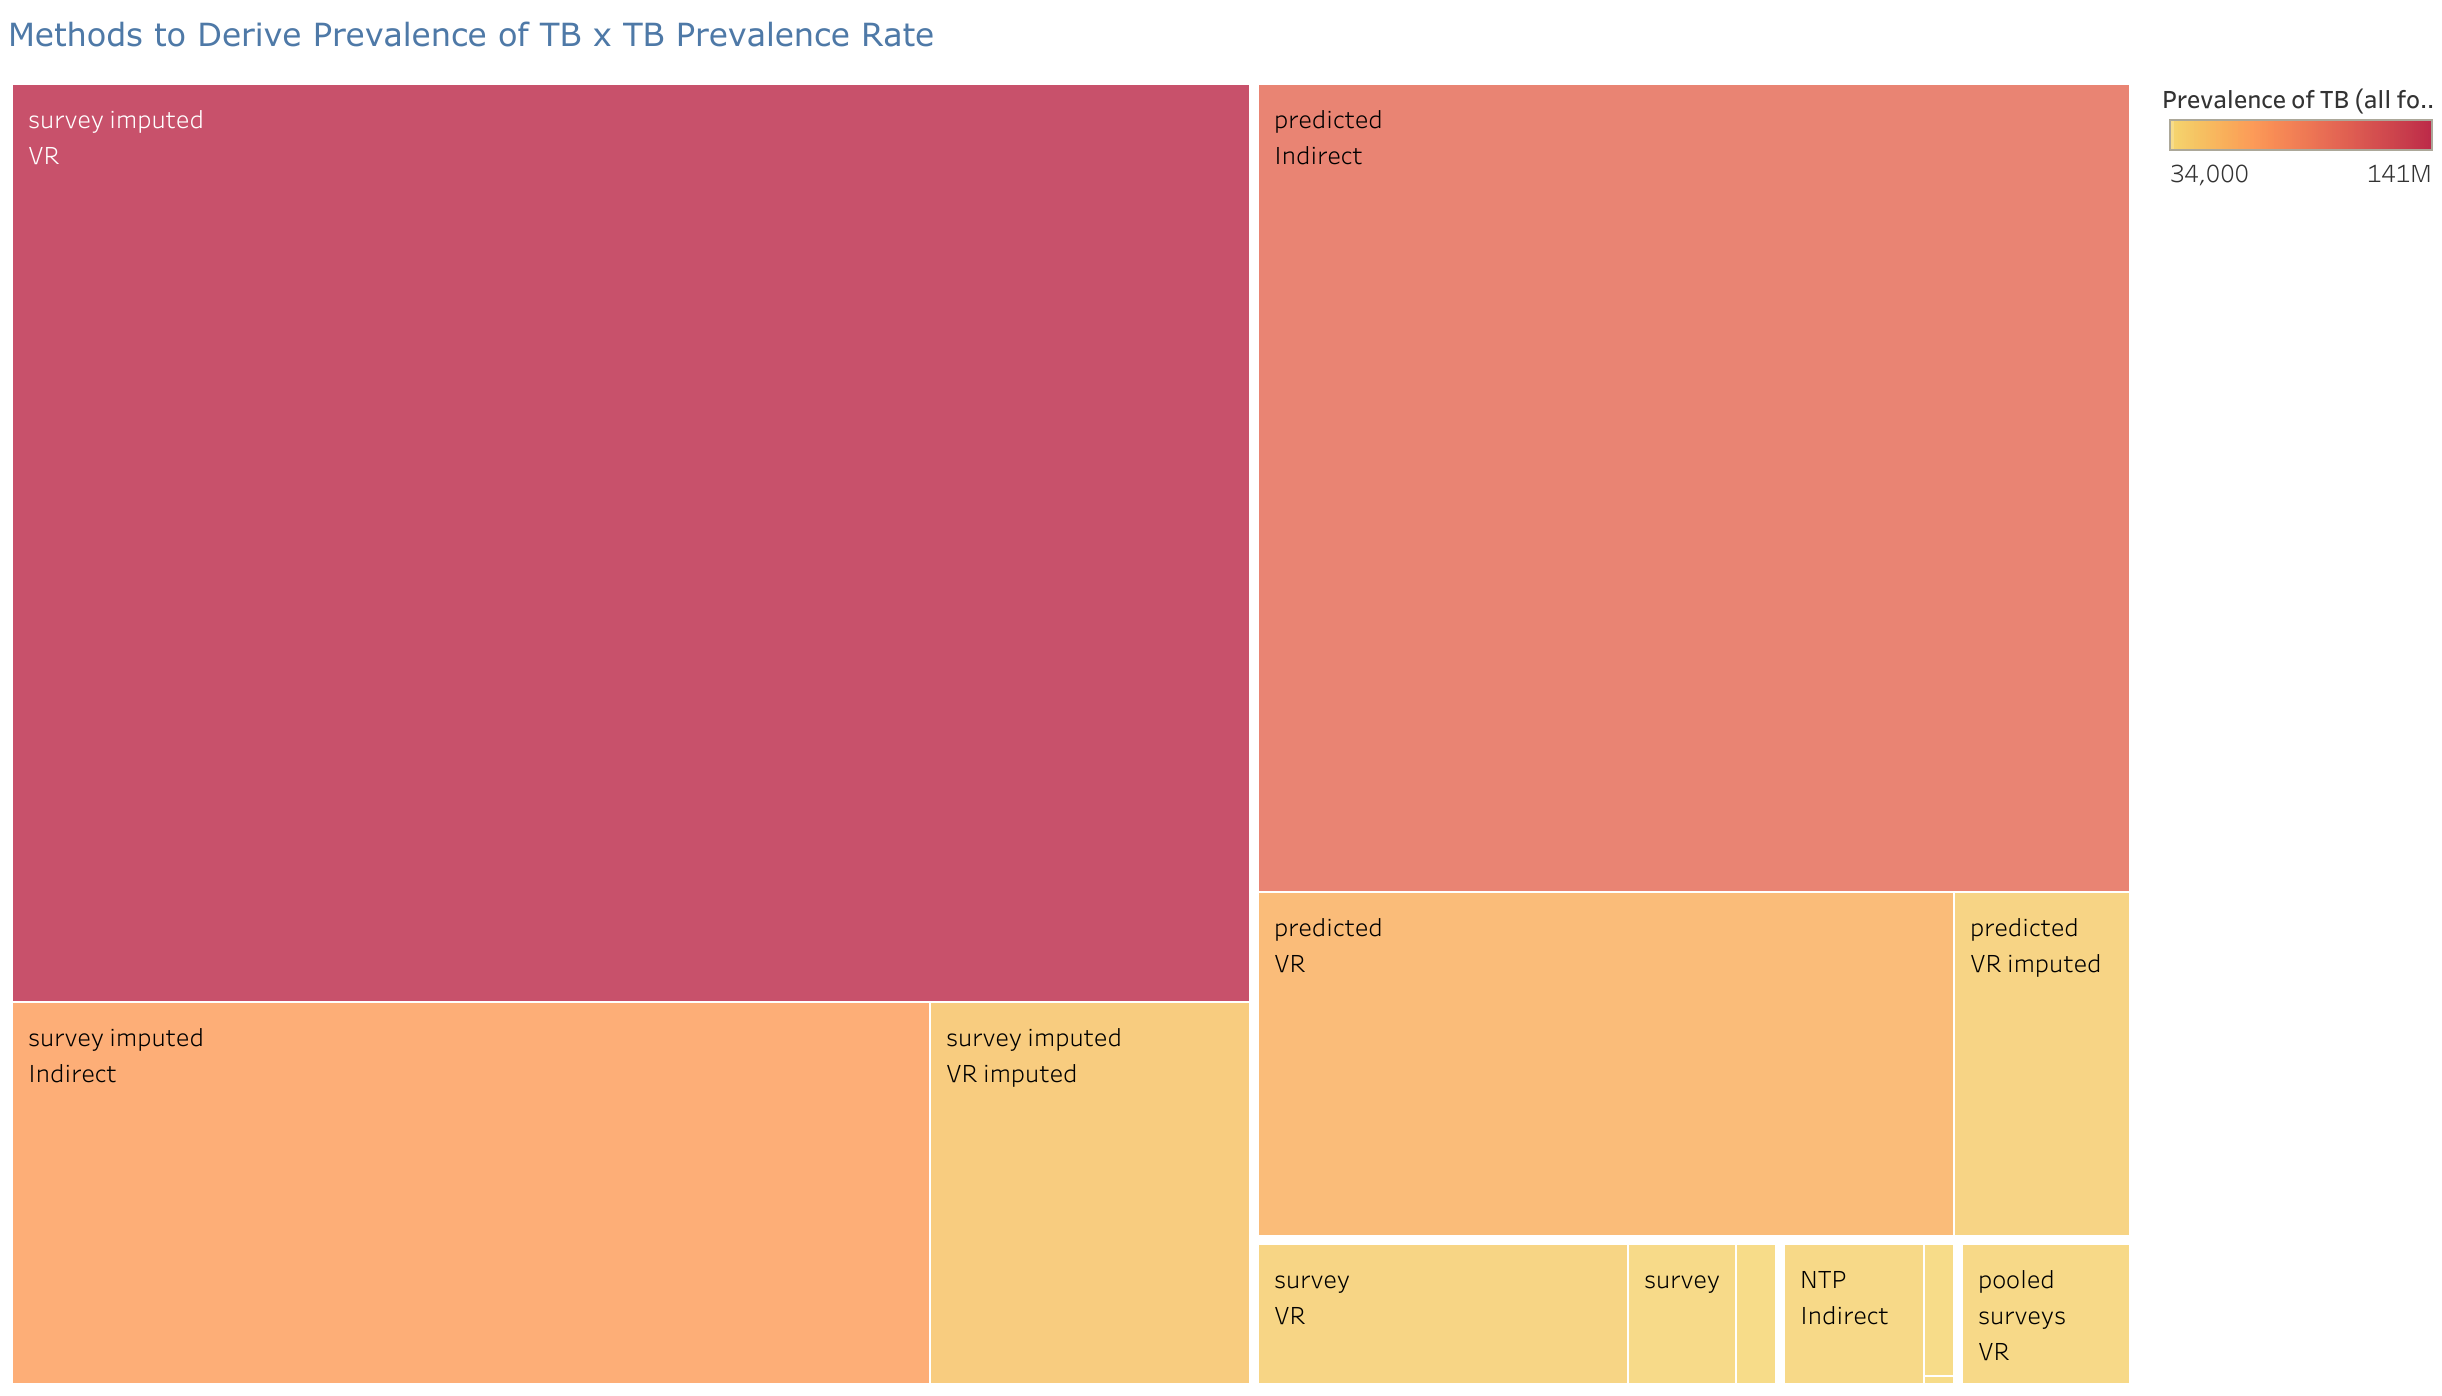 Methods to Derive Prevalence of TB x TB Prevalence Rate
survey imputed
VR
predicted
Indirect
Prevalence of TB (all fo..
34,000 141M
predicted
VR
predicted
VR imputed
survey imputed
Indirect
survey imputed
VR imputed
survey
VR
survey
NTP
Indirect
pooled
surveys
VR